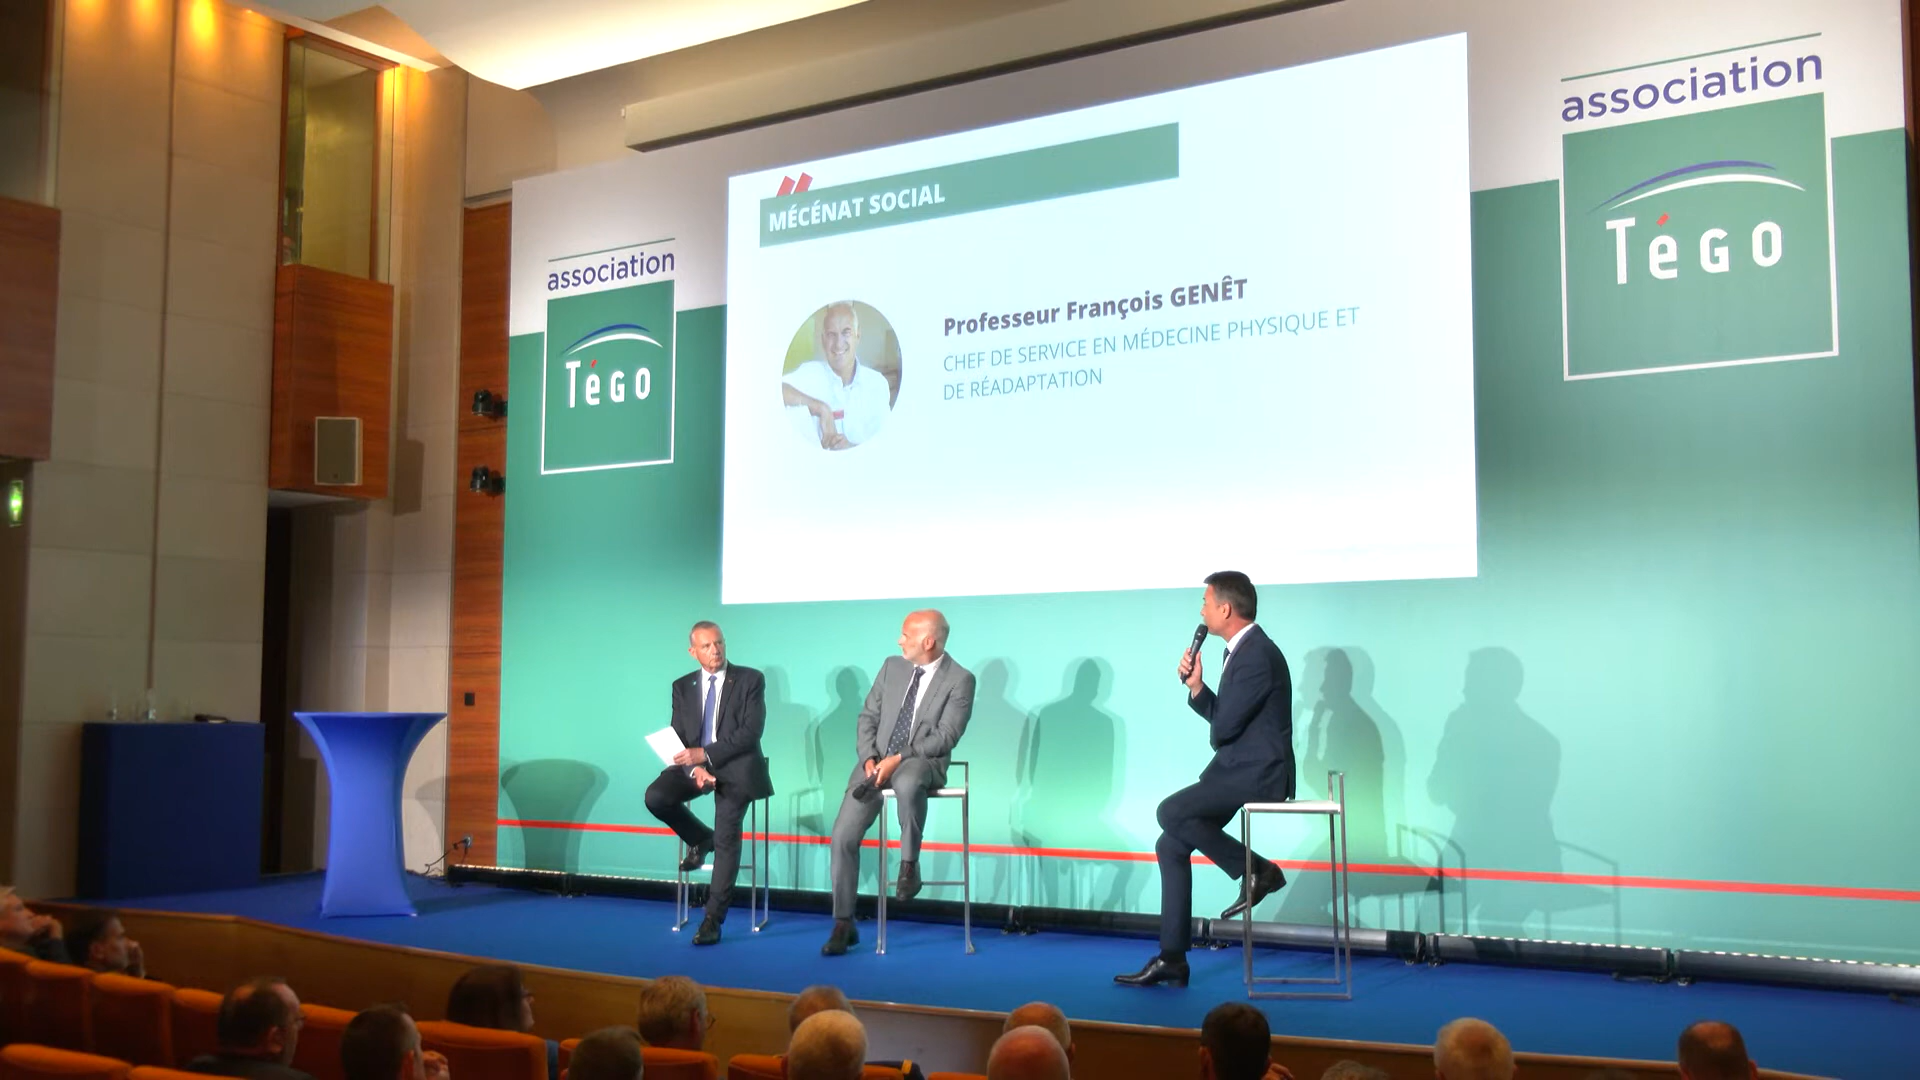 association
TéGO
MÉCÉNAT SOCIAL
Professeur François GENÊT
CHEF DE SERVICE EN MÉDECINE PHYSIQUE ET
DE RÉADAPTATION
association
TéGO